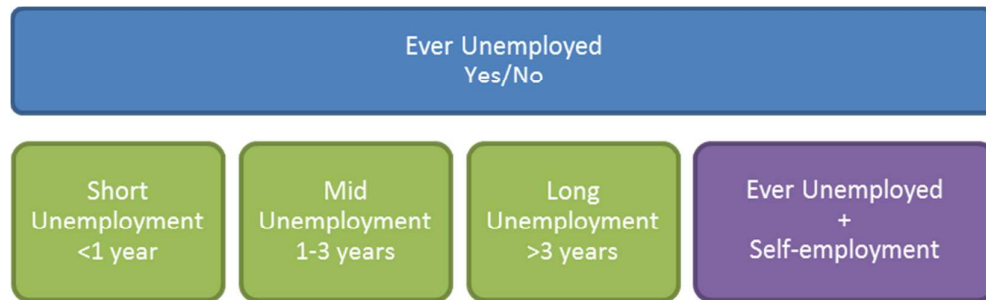 Ever Unemployed
Yes/No
Short
Unemployment
<1 year
Mid
Unemployment
1-3 years
Long
Unemployment
>3 years
Ever Unemployed
+
Self-employment